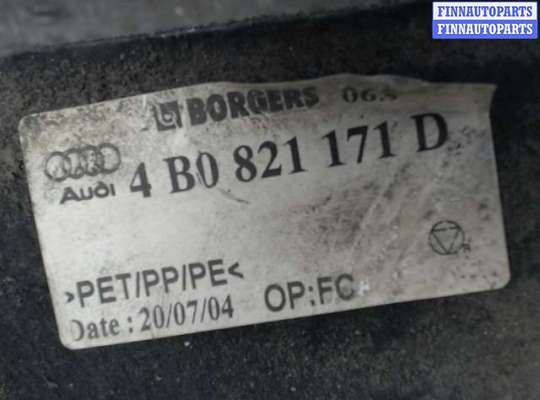 FINNAUTOPARTS
FINNAUTOPARTS
BORGERS
Audi 4 B0 821 171 D
>PET/PP/PE<
Date : 20/07/04 OP:FC